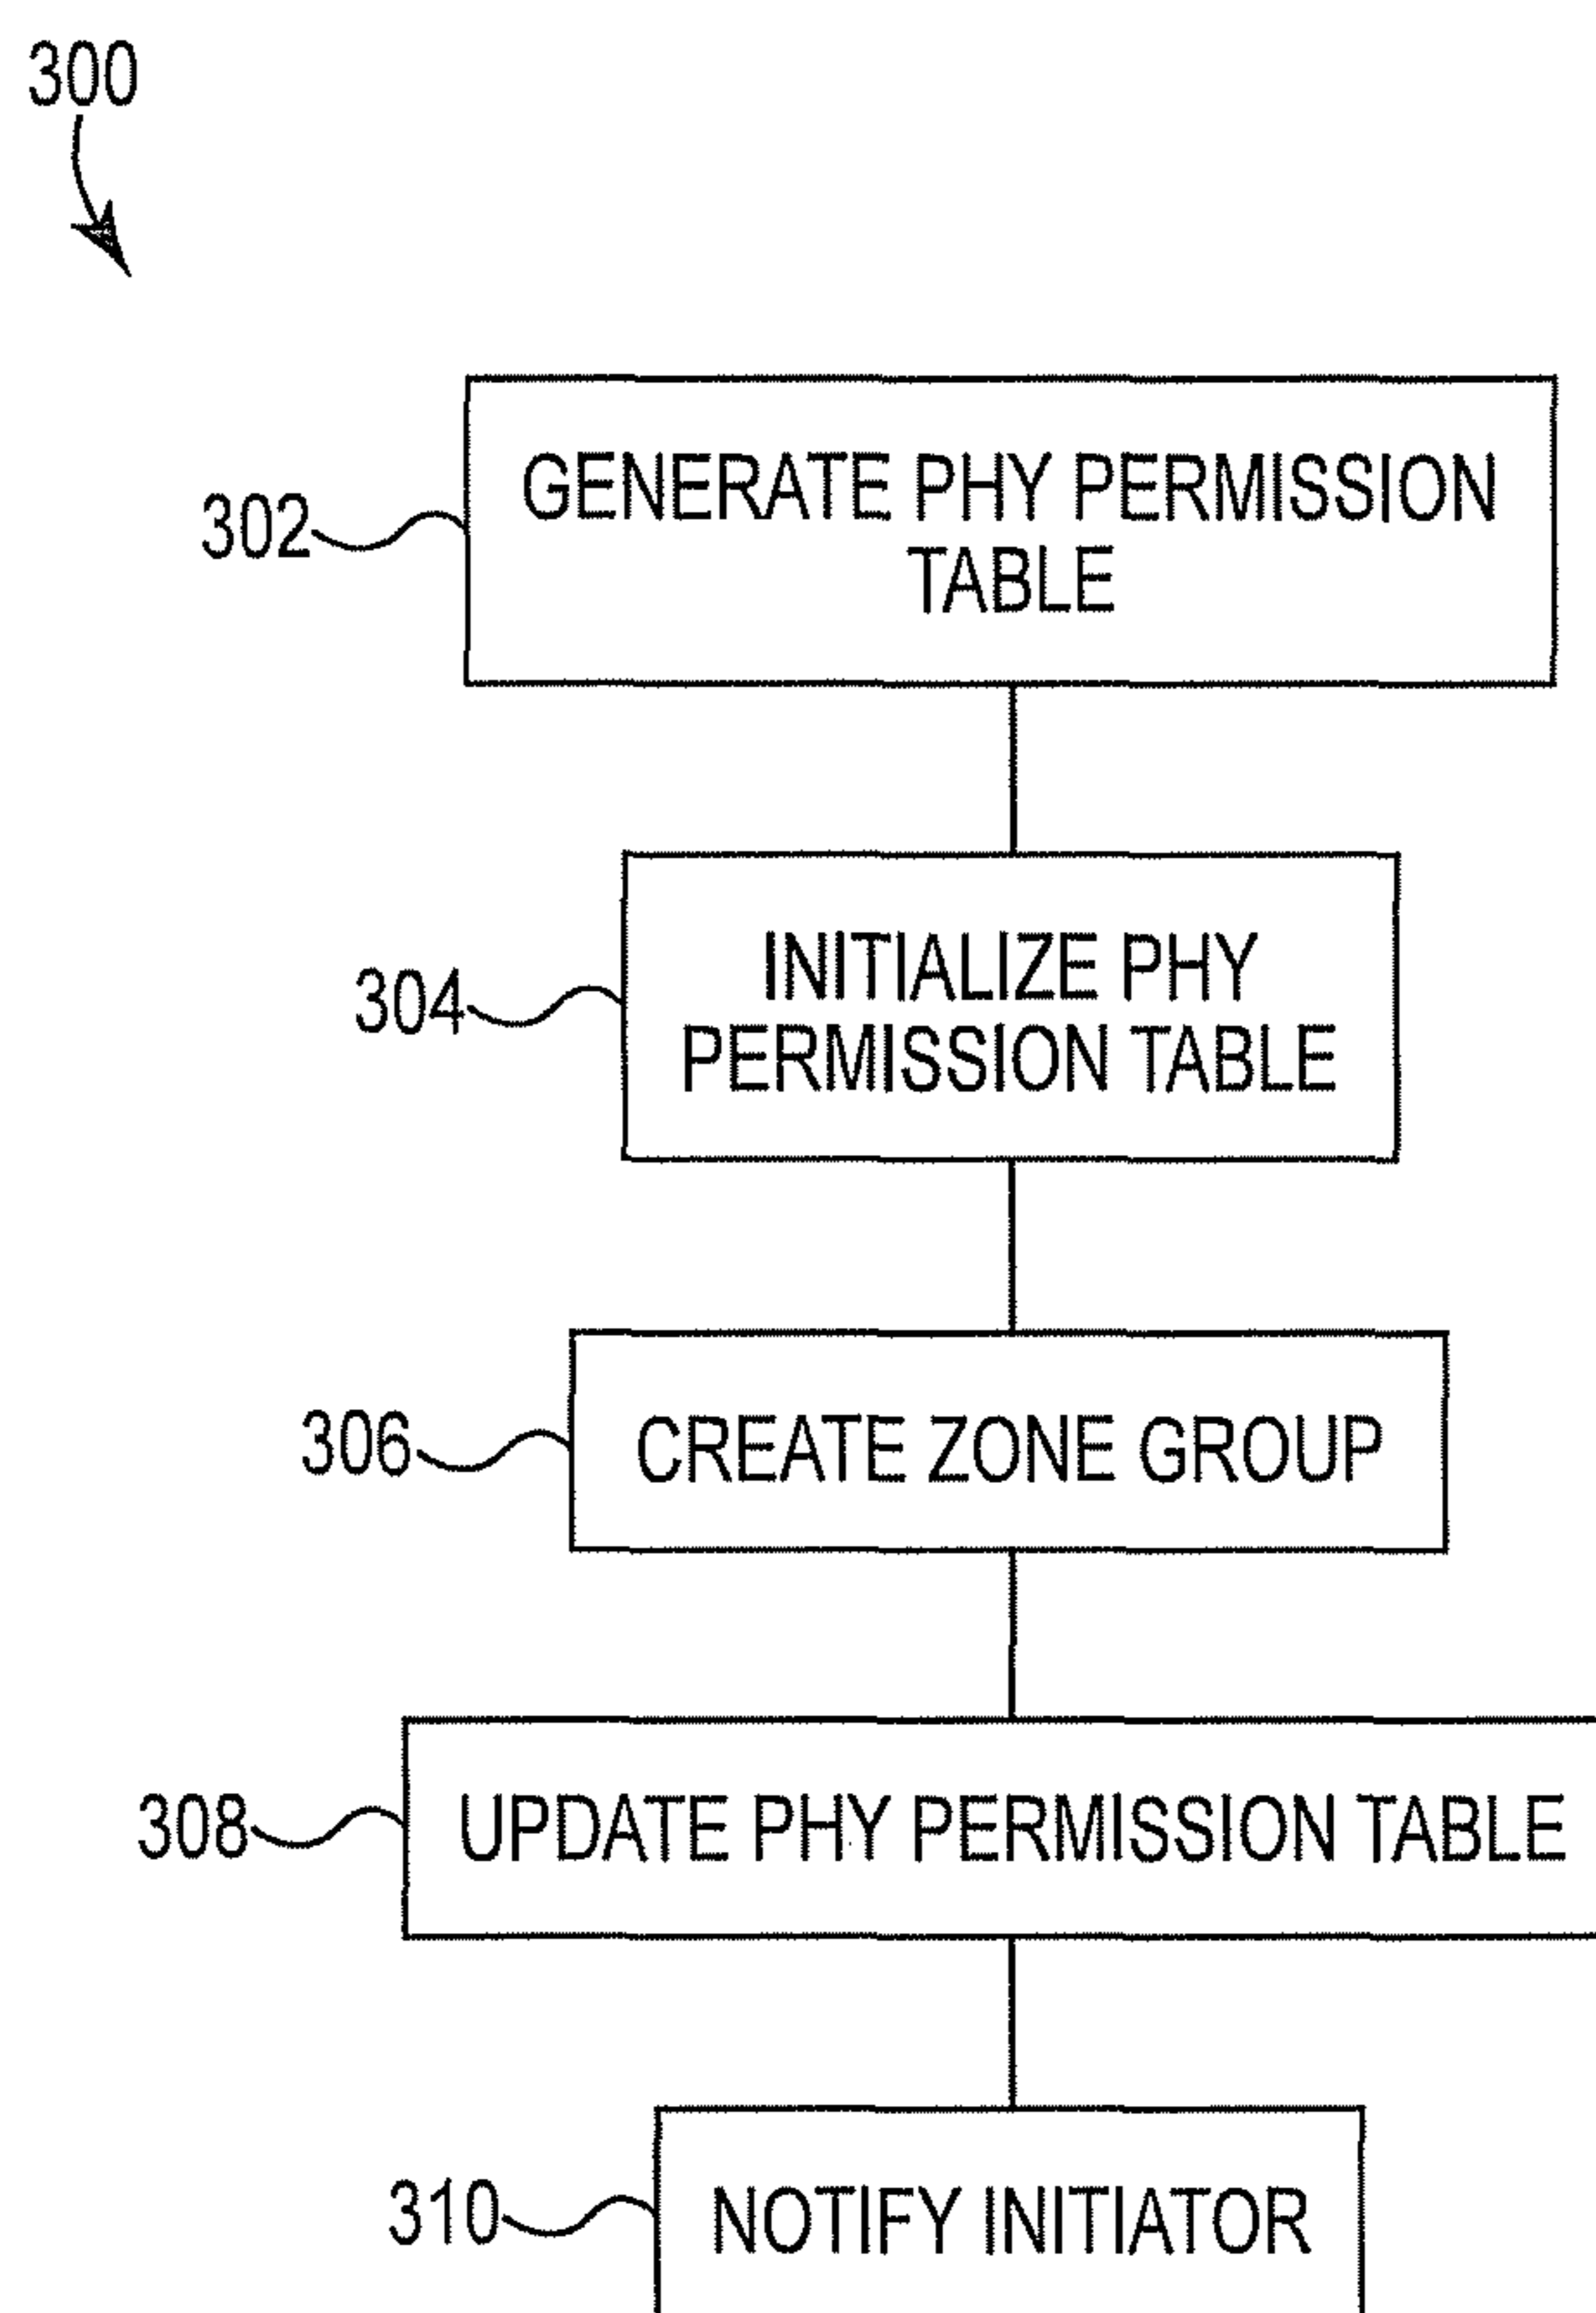 300
302
GENERATE PHY PERMISSION
TABLE
304
INITIALIZE PHY
PERMISSION TABLE
306
CREATE ZONE GROUP
308
UPDATE PHY PERMISSION TABLE
310
NOTIFY INITIATOR